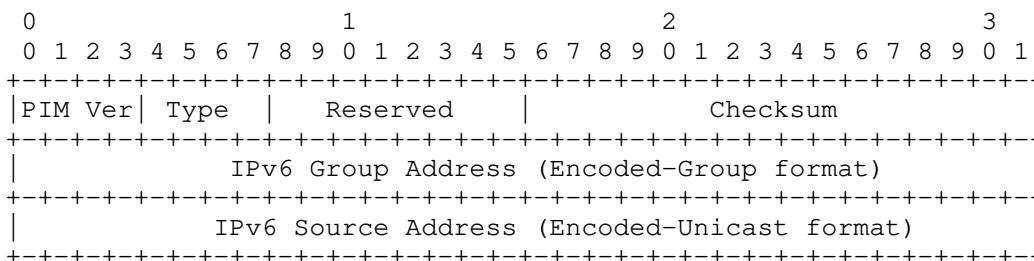 0                   1                   2                   3
0 1 2 3 4 5 6 7 8 9 0 1 2 3 4 5 6 7 8 9 0 1 2 3 4 5 6 7 8 9 0 1
+-+-+-+-+-+-+-+-+-+-+-+-+-+-+-+-+-+-+-+-+-+-+-+-+-+-+-+-+-+-+-+-
|PIM Ver| Type  |   Reserved    |           Checksum
+-+-+-+-+-+-+-+-+-+-+-+-+-+-+-+-+-+-+-+-+-+-+-+-+-+-+-+-+-+-+-+-
|             IPv6 Group Address (Encoded-Group format)
+-+-+-+-+-+-+-+-+-+-+-+-+-+-+-+-+-+-+-+-+-+-+-+-+-+-+-+-+-+-+-+-
|            IPv6 Source Address (Encoded-Unicast format)
+-+-+-+-+-+-+-+-+-+-+-+-+-+-+-+-+-+-+-+-+-+-+-+-+-+-+-+-+-+-+-+-